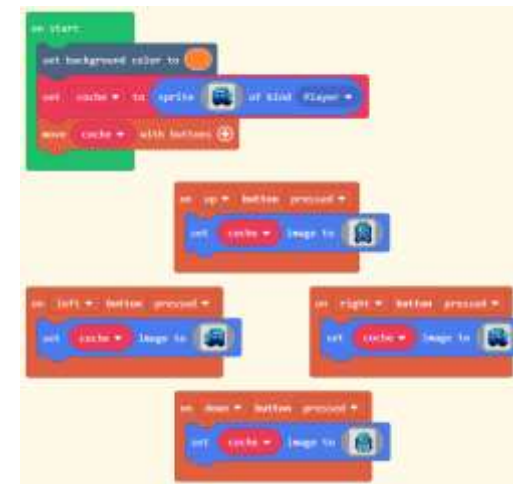 on start
set background color to
set coche to sprite of kind Player
move coche with buttons
on up button pressed
set coche image to
on left button pressed
set coche image to
on right button pressed
set coche image to
on down button pressed
set coche image to